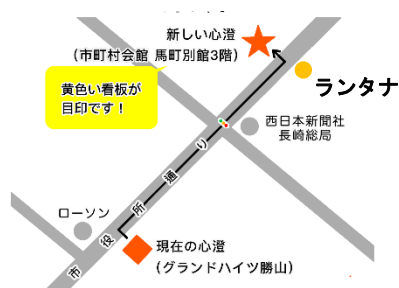 新しい心澄
（市町村会館 馬町別館3階）
黄色い看板が
目印です！
ランタナ
西日本新聞社
長崎総局
市役所通り
ローソン
現在の心澄
（グランドハイツ勝山）